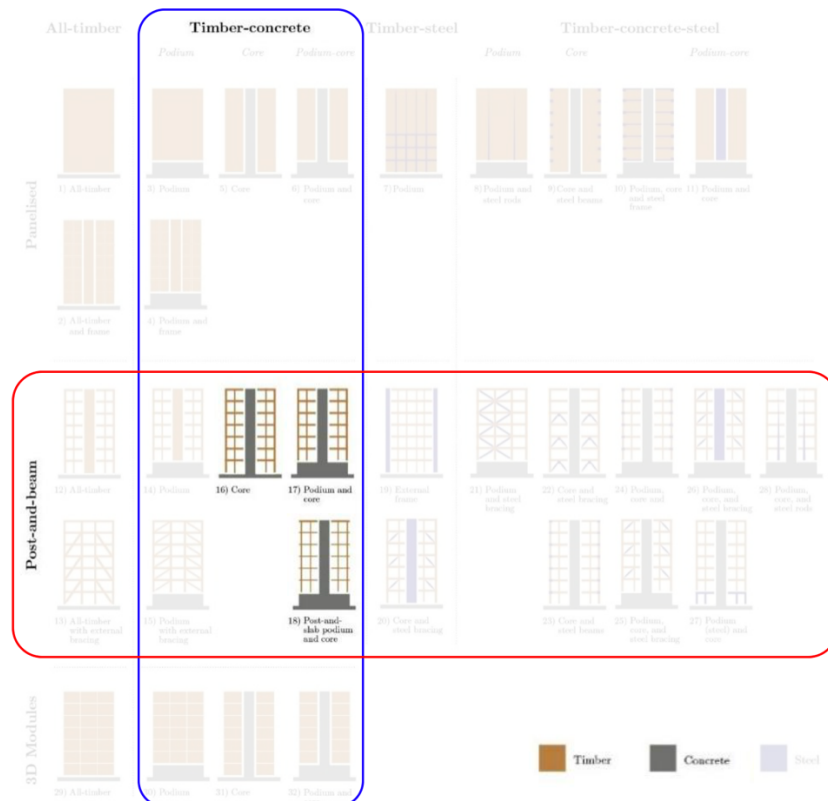 All-timber
Timber-concrete
Timber-steel
Timber-concrete-steel
Podium
Core
Podium-core
Podium
Core
Podium-core
Panelised
1) All-timber
3) Podium
5) Core
6) Podium and
core
7)Podium
8)Podium and
steel rods
9) Core and
steel beams
10) Podium, core
and steel
frame
11) Podium and
core
2) All-timber
and frame
4) Podium and
frame
Post-and-beam
12) All-timber
14) Podium
16) Core
17) Podium and
core
19) External
frame
21) Podium
and steel
bracing
22) Core and
steel bracing
24) Podium,
core and
26) Podium,
core, and
steel bracing
28) Podium,
core, and
steel rods
13) All-timber
with external
bracing
15) Podium
with external
bracing
18) Post-and-
slab podium
and core
20) Core and
steel bracing
23) Core and
steel beams
25) Podium,
core, and
steel bracing
27) Podium
(steel) and
core
3D Modules
29) All-timber
30) Podium
31) Core
32) Podium and
Timber
Concrete
Steel